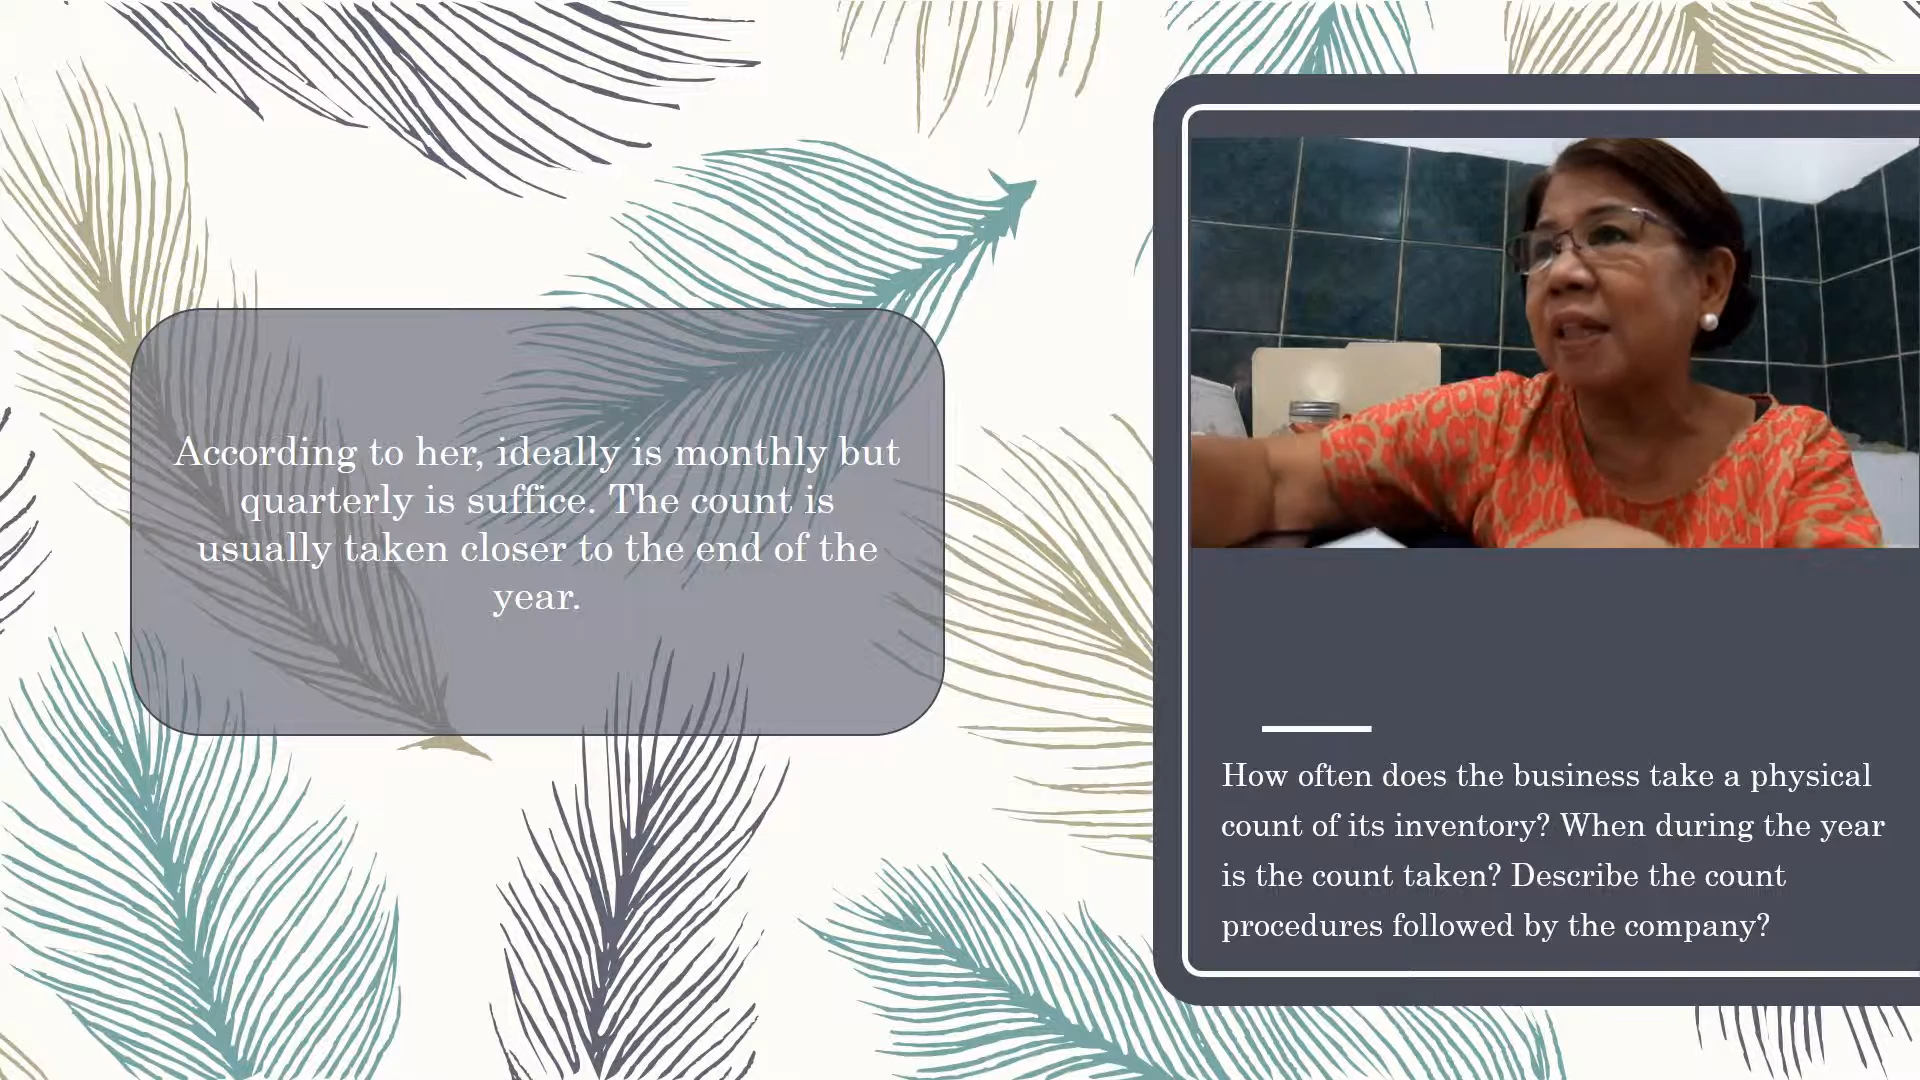 According to her, ideally is monthly but
quarterly is suffice. The count is
usually taken closer to the end of the
year.
How often does the business take a physical
count of its inventory? When during the year
is the count taken? Describe the count
procedures followed by the company?